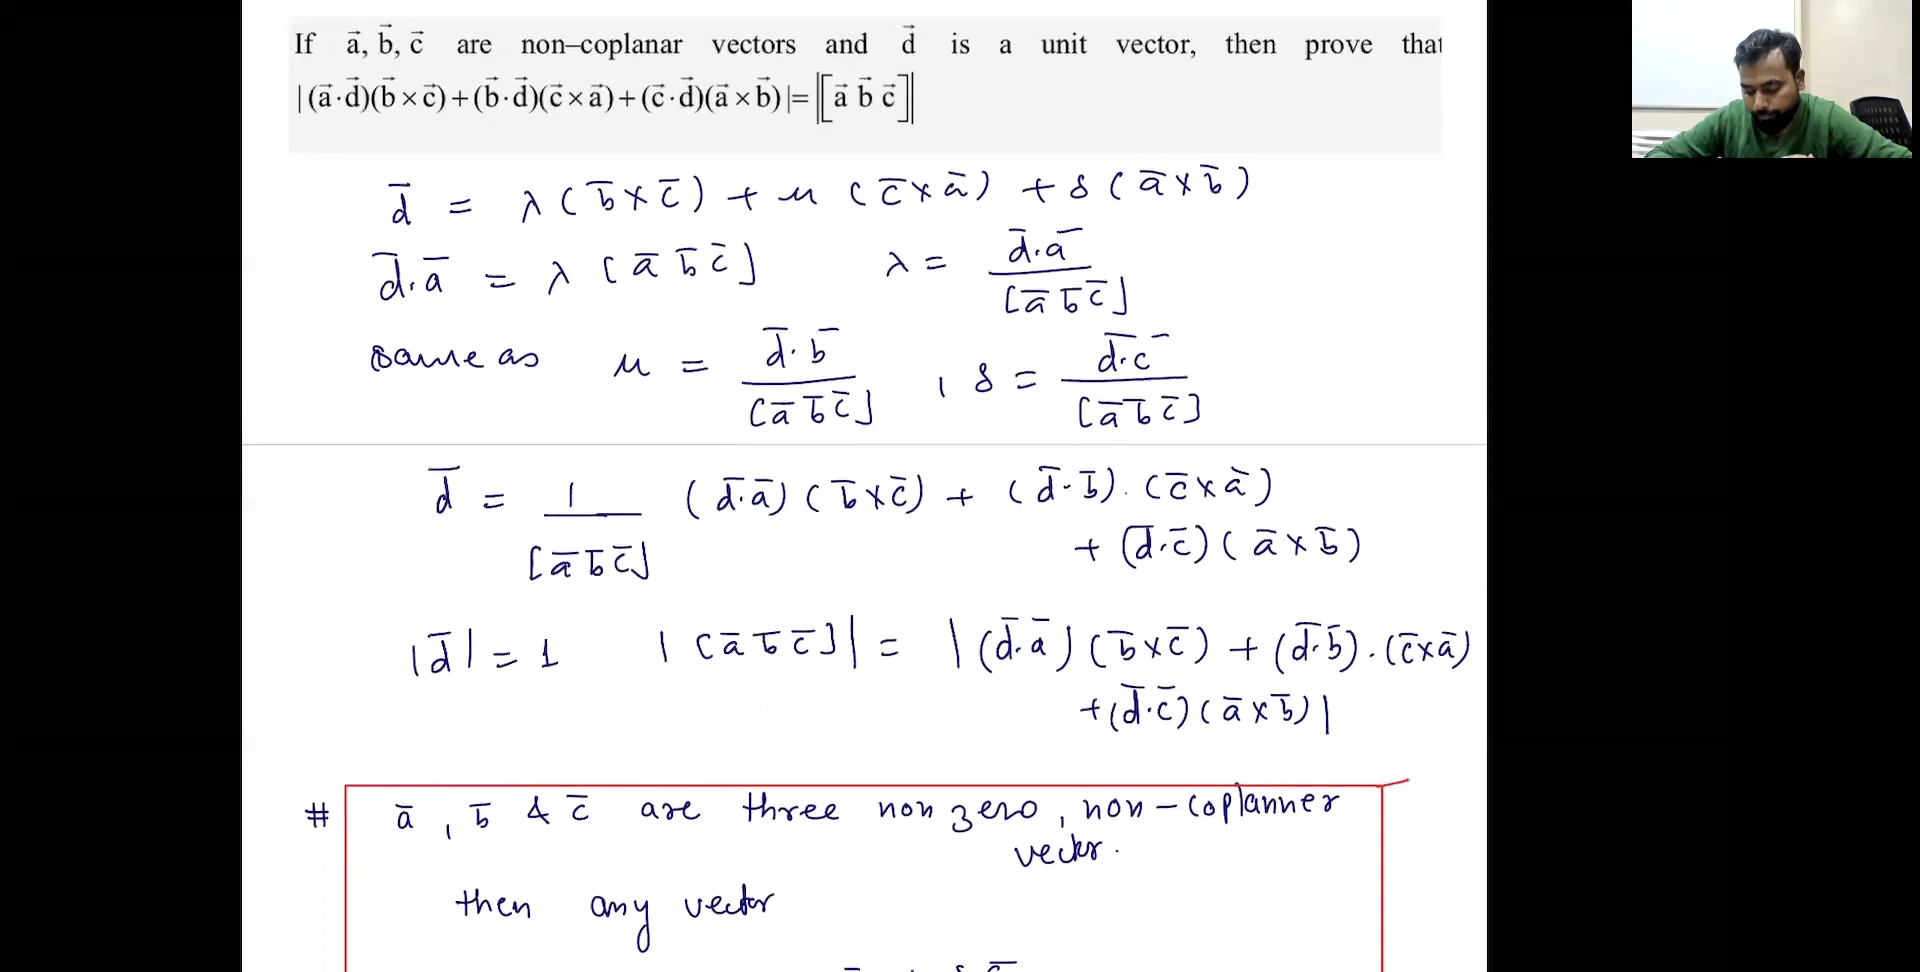 If a⃗, b⃗, c⃗ are non–coplanar vectors and d⃗ is a unit vector, then prove that
|(a⃗·d⃗)(b⃗×c⃗)+(b⃗·d⃗)(c⃗×a⃗)+(c⃗·d⃗)(a⃗×b⃗)|=|[a⃗ b⃗ c⃗]|
d̄ = λ(b̄×c̄) + μ(c̄×ā) + δ(ā×b̄)
d̄.ā = λ[ā b̄ c̄] λ = d̄.ā / [ā b̄ c̄]
same as μ = d̄.b̄ / [ā b̄ c̄] , δ = d̄.c̄ / [ā b̄ c̄]
d̄ = 1 / [ā b̄ c̄] (d̄.ā)(b̄×c̄) + (d̄.b̄).(c̄×ā)
+ (d̄.c̄)(ā×b̄)
|d̄| = 1 |[ā b̄ c̄]| = |(d̄.ā)(b̄×c̄) + (d̄.b̄).(c̄×ā)
+(d̄.c̄)(ā×b̄)|
# ā, b̄ & c̄ are three non zero, non-coplanner
vector.
then any vector